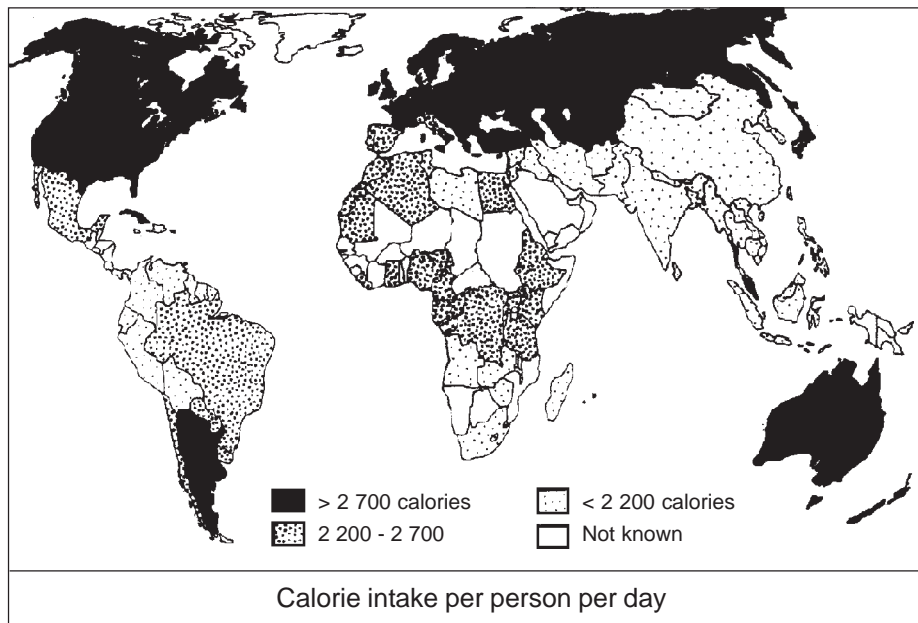 > 2 700 calories
< 2 200 calories
2 200 - 2 700
Not known
Calorie intake per person per day